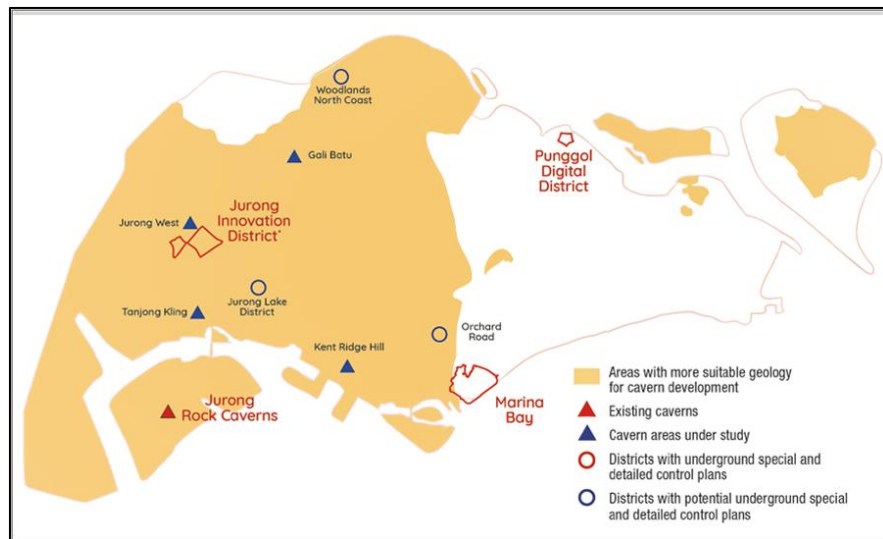 Woodlands
North Coast
Gali Batu
Punggol
Digital
District
Jurong
Innovation
District*
Jurong West
Jurong Lake
District
Tanjong Kling
Orchard
Road
Kent Ridge Hill
Marina
Bay
Jurong
Rock Caverns
Areas with more suitable geology
for cavern development
Existing caverns
Cavern areas under study
Districts with underground special and
detailed control plans
Districts with potential underground special
and detailed control plans